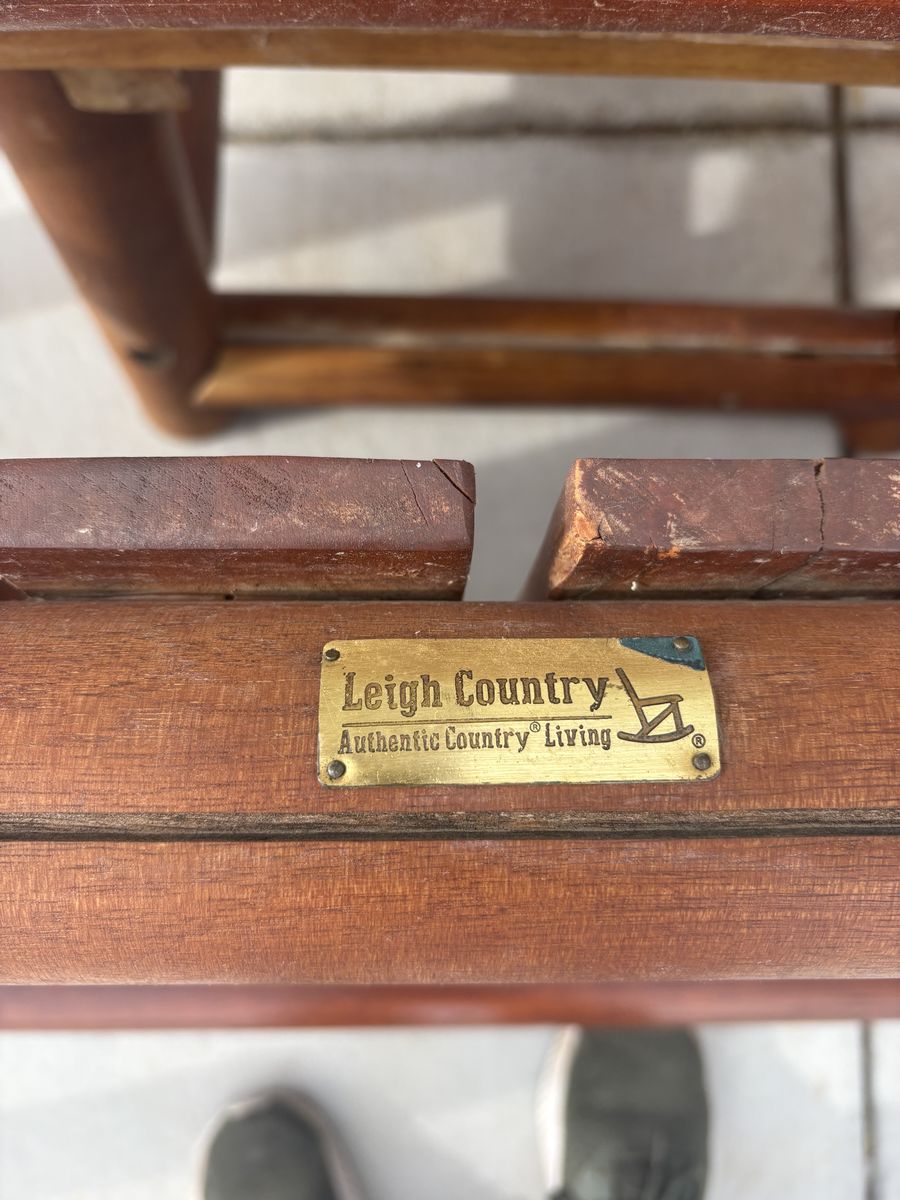 Leigh Country
Authentic Country® Living
®